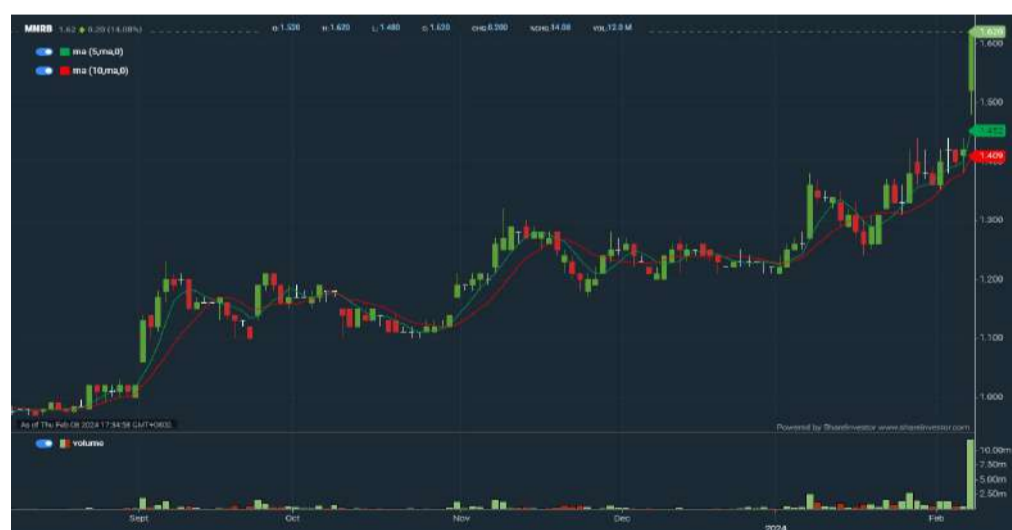 MNRB 1.62 0.20 (14.08%) O:1.520 H:1.620 L:1.480 C:1.620 CHG:0.200 %CHG:14.08 VOL:12.0 M
ma (5,ma,0)
ma (10,ma,0)
1.620
1.600
1.500
1.452
1.409
1.300
1.200
1.100
1.000
As of Thu Feb 08 2024 17:54:58 GMT+0800
Powered by ShareInvestor www.shareinvestor.com
volume
10.00m
7.50m
5.00m
2.50m
Sept Oct Nov Dec 2024 Feb